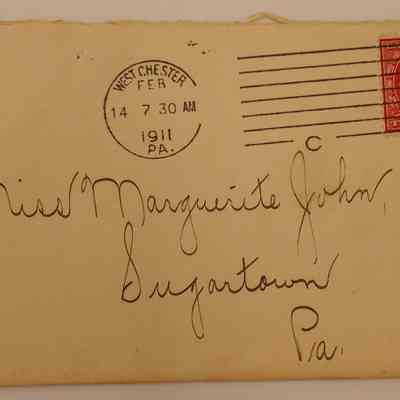 WEST CHESTER
FEB
14 7 30 AM
1911
PA.
C
Miss Marguerite John,
Sugartown
Pa.